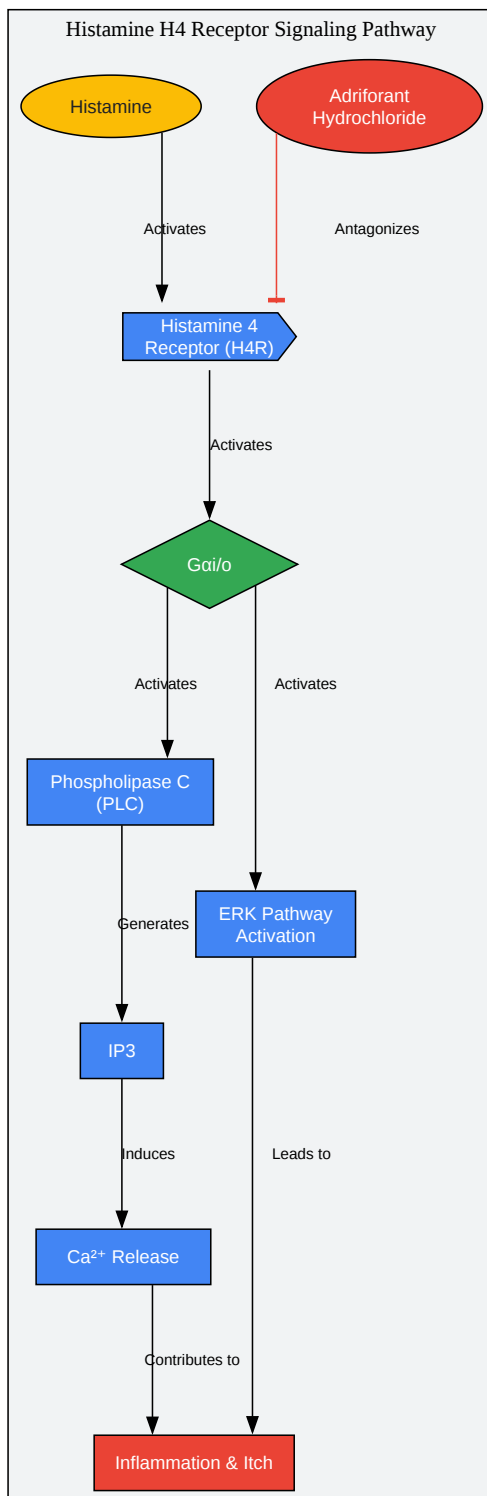 Histamine H4 Receptor Signaling Pathway
Histamine
Adriforant
Hydrochloride
Activates
Antagonizes
Histamine 4
Receptor (H4R)
Activates
Gαi/o
Activates
Activates
Phospholipase C
(PLC)
ERK Pathway
Activation
Generates
IP3
Induces
Leads to
Ca²⁺ Release
Contributes to
Inflammation & Itch